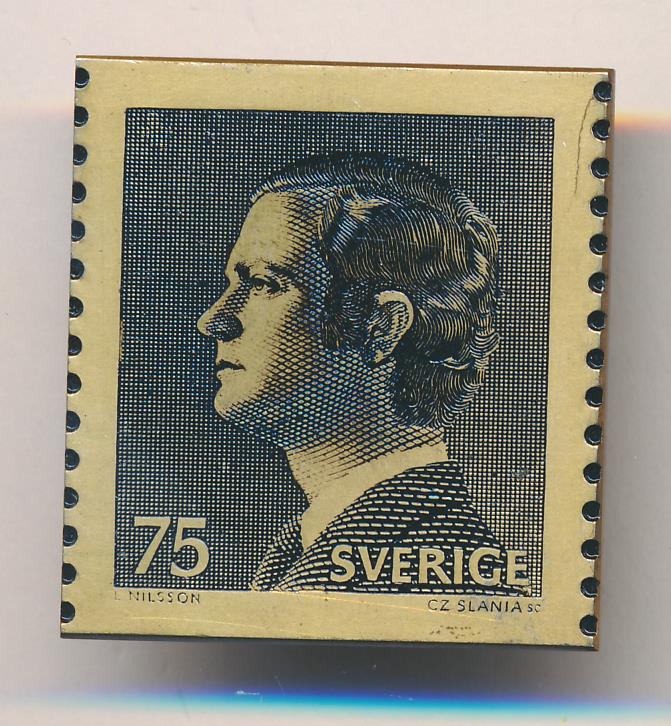 75
SVERIGE
L NILSSON
CZ SLANIA SC